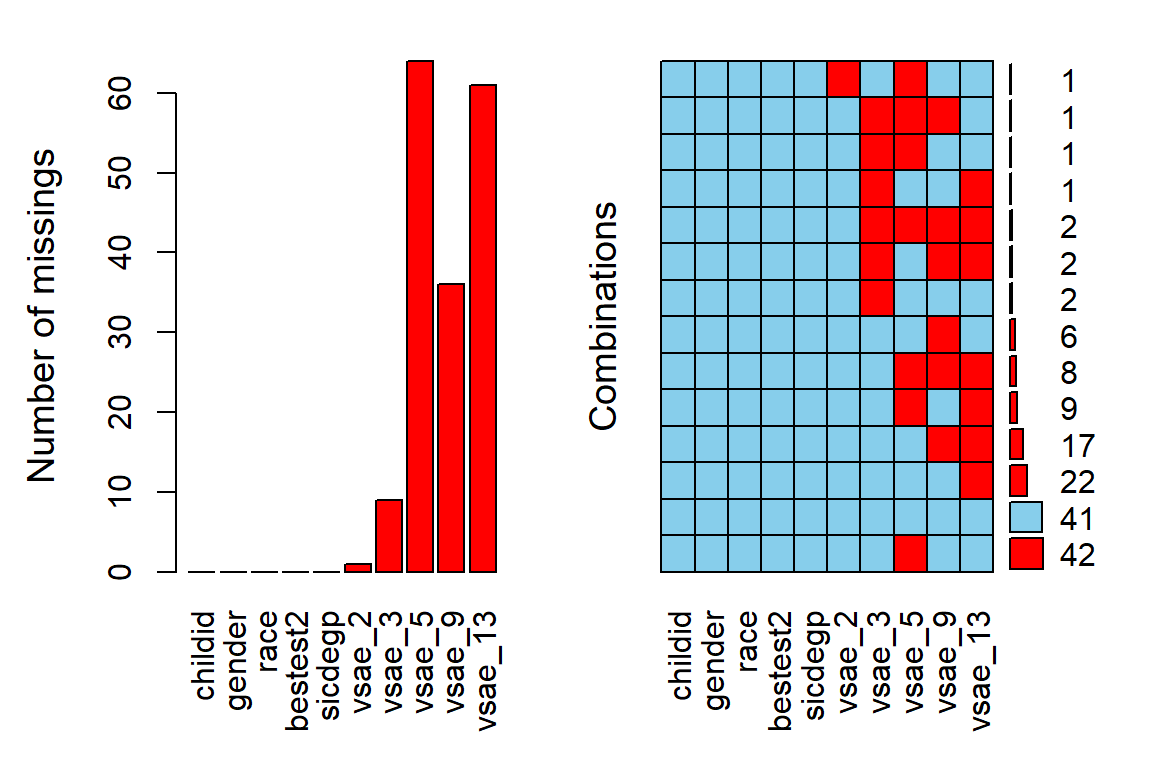 Number of missings
0
10
20
30
40
50
60
childid
gender
race
bestest2
sicdegp
vsae_2
vsae_3
vsae_5
vsae_9
vsae_13
Combinations
childid
gender
race
bestest2
sicdegp
vsae_2
vsae_3
vsae_5
vsae_9
vsae_13
1
1
1
1
2
2
2
6
8
9
17
22
41
42